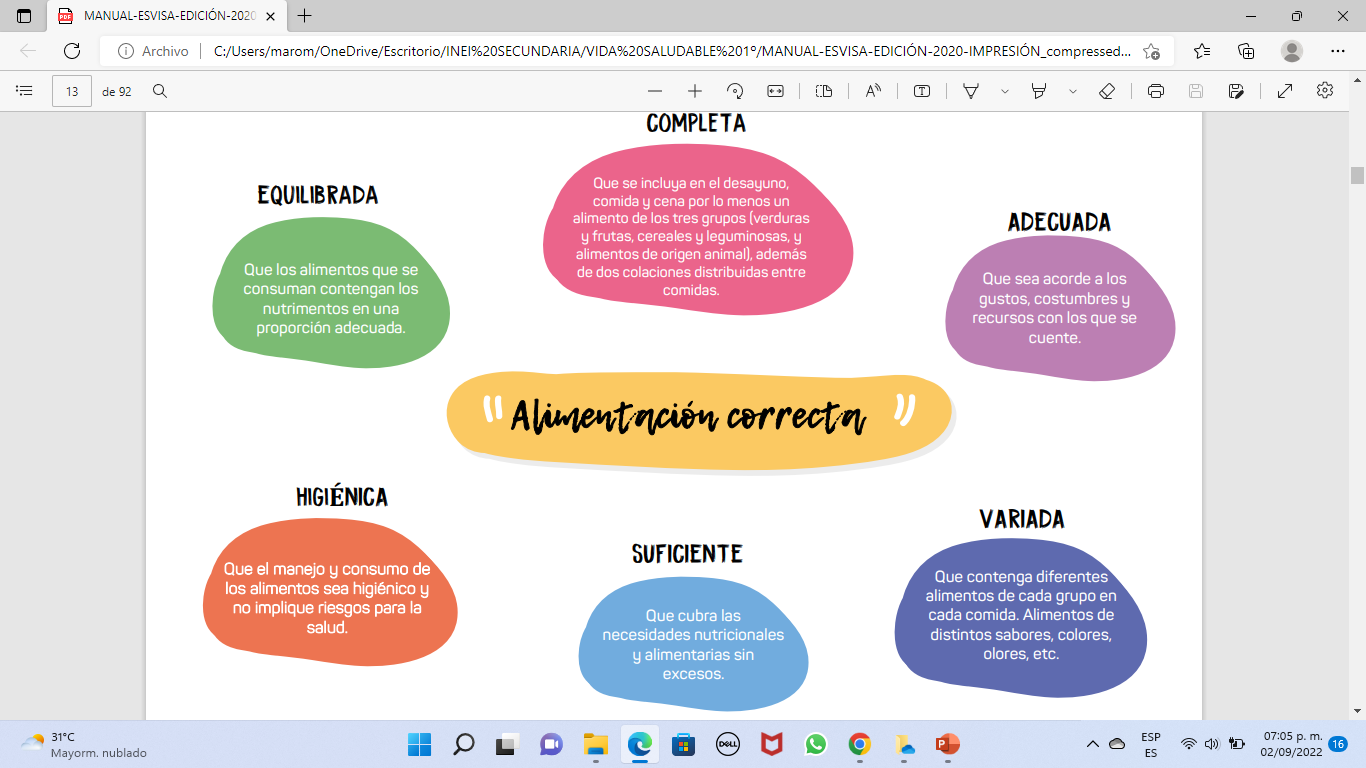 MANUAL-ESVISA-EDICIÓN-2020
Archivo
C:/Users/marom/OneDrive/Escritorio/INEI%20SECUNDARIA/VIDA%20SALUDABLE%201º/MANUAL-ESVISA-EDICIÓN-2020-IMPRESIÓN_compressed...
13
de 92
COMPLETA
Que se incluya en el desayuno,
comida y cena por lo menos un
alimento de los tres grupos (verduras
y frutas, cereales y leguminosas, y
alimentos de origen animal), además
de dos colaciones distribuidas entre
comidas.
EQUILIBRADA
Que los alimentos que se
consuman contengan los
nutrimentos en una
proporción adecuada.
ADECUADA
Que sea acorde a los
gustos, costumbres y
recursos con los que se
cuente.
" Alimentación correcta "
HIGIÉNICA
Que el manejo y consumo de
los alimentos sea higiénico y
no implique riesgos para la
salud.
SUFICIENTE
Que cubra las
necesidades nutricionales
y alimentarias sin
excesos.
VARIADA
Que contenga diferentes
alimentos de cada grupo en
cada comida. Alimentos de
distintos sabores, colores,
olores, etc.
31°C
Mayorm. nublado
DELL
ESP
ES
07:05 p. m.
02/09/2022
16